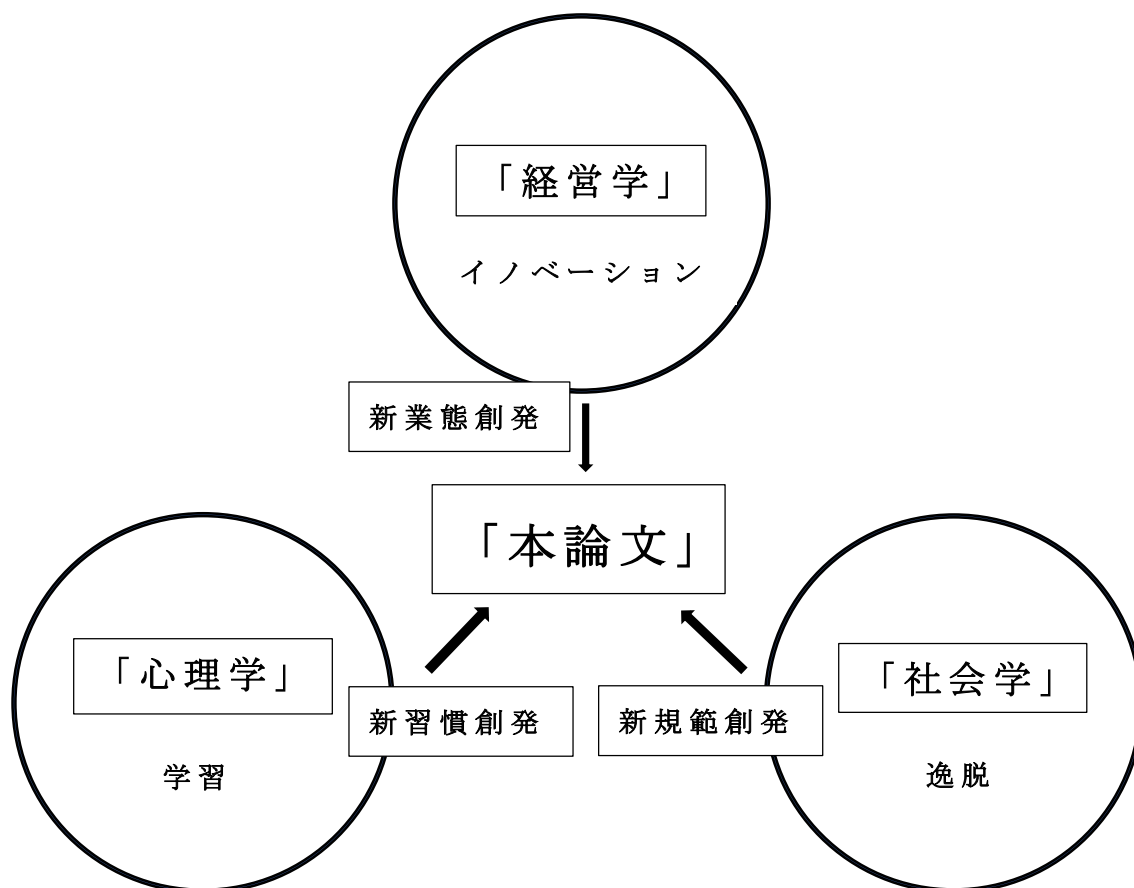 「経営学」
イノベーション
新業態創発
「本論文」
「心理学」
新習慣創発
学習
「社会学」
新規範創発
逸脱